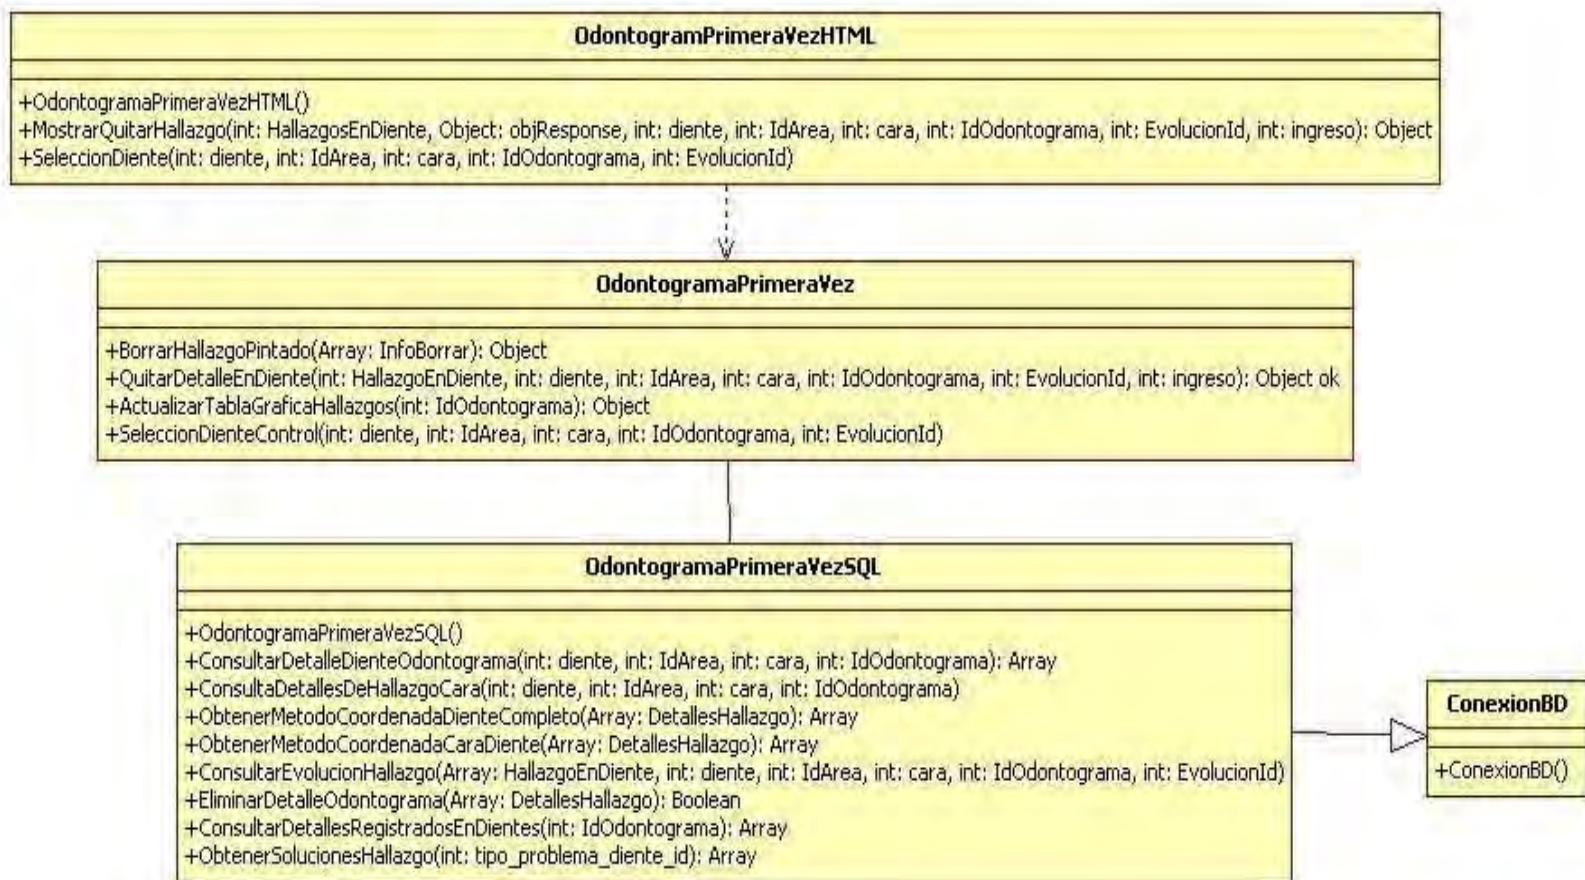 OdontogramPrimeraVezHTML
+OdontogramaPrimeraVezHTML()
+MostrarQuitarHallazgo(int: HallazgosEnDiente, Object: objResponse, int: diente, int: IdArea, int: cara, int: IdOdontograma, int: EvolucionId, int: ingreso): Object
+SeleccionDiente(int: diente, int: IdArea, int: cara, int: IdOdontograma, int: EvolucionId)
OdontogramaPrimeraVez
+BorrarHallazgoPintado(Array: InfoBorrar): Object
+QuitarDetalleEnDiente(int: HallazgoEnDiente, int: diente, int: IdArea, int: cara, int: IdOdontograma, int: EvolucionId, int: ingreso): Object ok
+ActualizarTablaGraficaHallazgos(int: IdOdontograma): Object
+SeleccionDienteControl(int: diente, int: IdArea, int: cara, int: IdOdontograma, int: EvolucionId)
OdontogramaPrimeraVezSQL
+OdontogramaPrimeraVezSQL()
+ConsultarDetalleDienteOdontograma(int: diente, int: IdArea, int: cara, int: IdOdontograma): Array
+ConsultaDetallesDeHallazgoCara(int: diente, int: IdArea, int: cara, int: IdOdontograma)
+ObtenerMetodoCoordenadaDienteCompleto(Array: DetallesHallazgo): Array
+ObtenerMetodoCoordenadaCaraDiente(Array: DetallesHallazgo): Array
+ConsultarEvolucionHallazgo(Array: HallazgoEnDiente, int: diente, int: IdArea, int: cara, int: IdOdontograma, int: EvolucionId)
+EliminarDetalleOdontograma(Array: DetallesHallazgo): Boolean
+ConsultarDetallesRegistradosEnDientes(int: IdOdontograma): Array
+ObtenerSolucionesHallazgo(int: tipo_problema_diente_id): Array
ConexionBD
+ConexionBD()